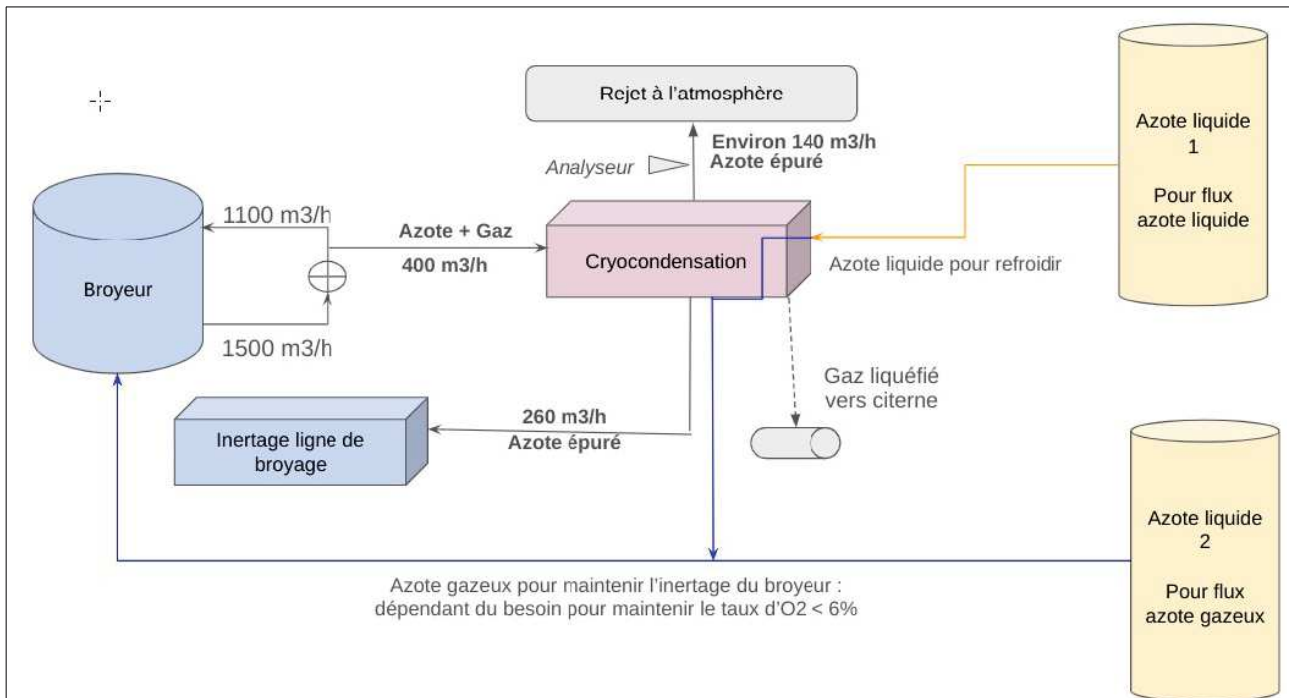 Rejet à l'atmosphère
Environ 140 m3/h
Azote épuré
Analyseur
Azote liquide
1
Pour flux
azote liquide
1100 m3/h
Azote + Gaz
400 m3/h
Cryocondensation
Azote liquide pour refroidir
Broyeur
1500 m3/h
Gaz liquéfié
vers citerne
260 m3/h
Azote épuré
Inertage ligne de
broyage
Azote liquide
2
Pour flux
azote gazeux
Azote gazeux pour maintenir l'inertage du broyeur :
dépendant du besoin pour maintenir le taux d'O2 < 6%